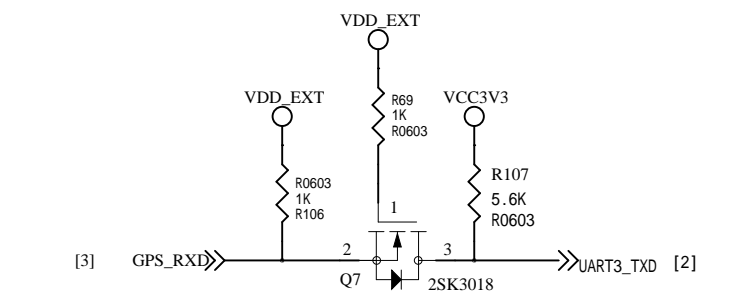 VDD_EXT
VDD_EXT
R69
1K
R0603
VCC3V3
R0603
1K
R106
R107
5.6K
R0603
1
[3] GPS_RXD
2
3
UART3_TXD [2]
Q7
2SK3018